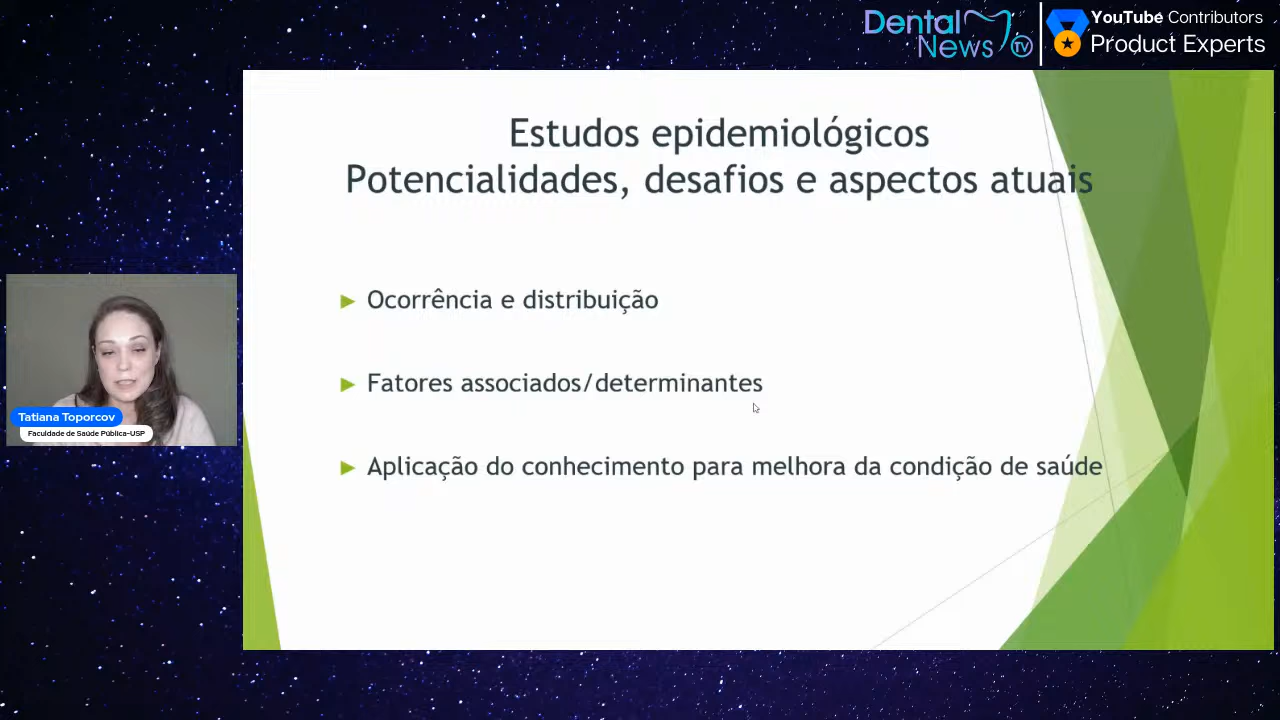 Dental
News TV
YouTube Contributors
Product Experts
Estudos epidemiológicos
Potencialidades, desafios e aspectos atuais
Ocorrência e distribuição
Fatores associados/determinantes
Aplicação do conhecimento para melhora da condição de saúde
Tatiana Toporcov
Faculdade de Saúde Pública-USP